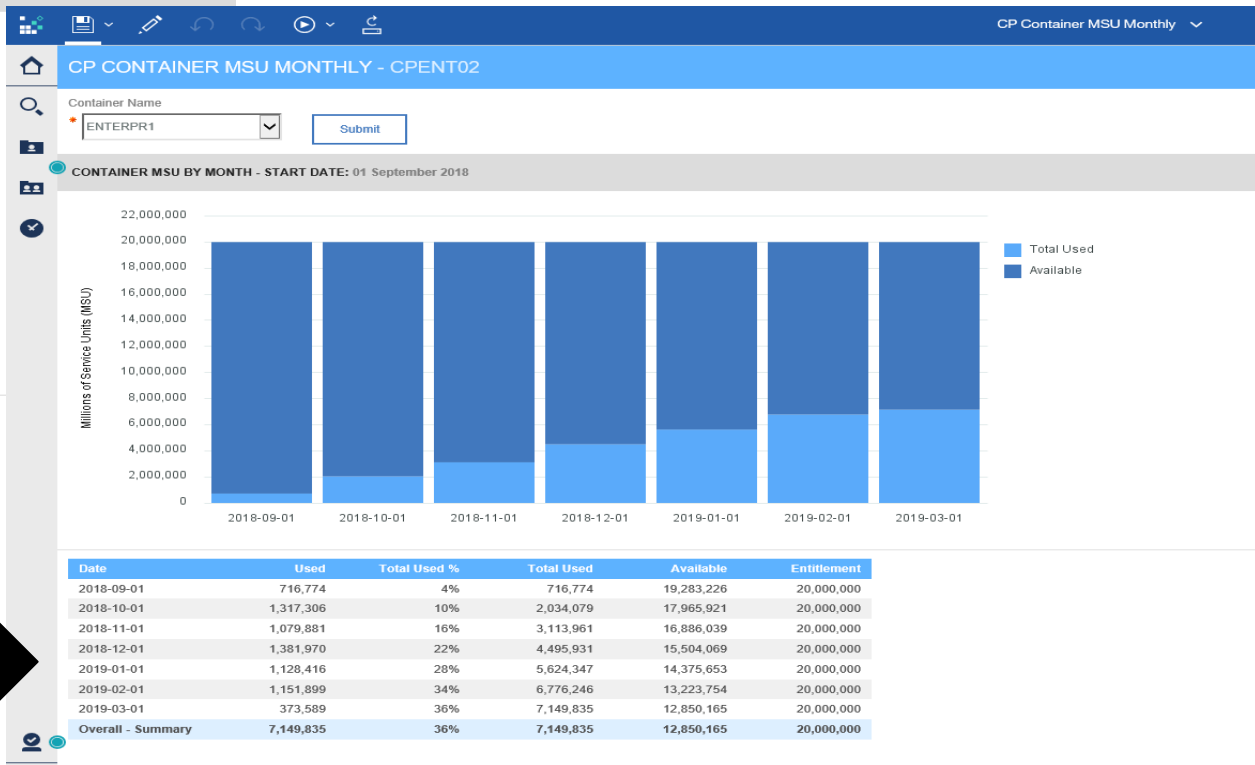 CP Container MSU Monthly
CP CONTAINER MSU MONTHLY - CPENT02
Container Name
* ENTERPR1
Submit
CONTAINER MSU BY MONTH - START DATE: 01 September 2018
22,000,000
20,000,000
18,000,000
16,000,000
14,000,000
12,000,000
10,000,000
8,000,000
6,000,000
4,000,000
2,000,000
0
Millions of Service Units (MSU)
2018-09-01 2018-10-01 2018-11-01 2018-12-01 2019-01-01 2019-02-01 2019-03-01
Total Used
Available
Date Used Total Used % Total Used Available Entitlement
2018-09-01 716,774 4% 716,774 19,283,226 20,000,000
2018-10-01 1,317,306 10% 2,034,079 17,965,921 20,000,000
2018-11-01 1,079,881 16% 3,113,961 16,886,039 20,000,000
2018-12-01 1,381,970 22% 4,495,931 15,504,069 20,000,000
2019-01-01 1,128,416 28% 5,624,347 14,375,653 20,000,000
2019-02-01 1,151,899 34% 6,776,246 13,223,754 20,000,000
2019-03-01 373,589 36% 7,149,835 12,850,165 20,000,000
Overall - Summary 7,149,835 36% 7,149,835 12,850,165 20,000,000